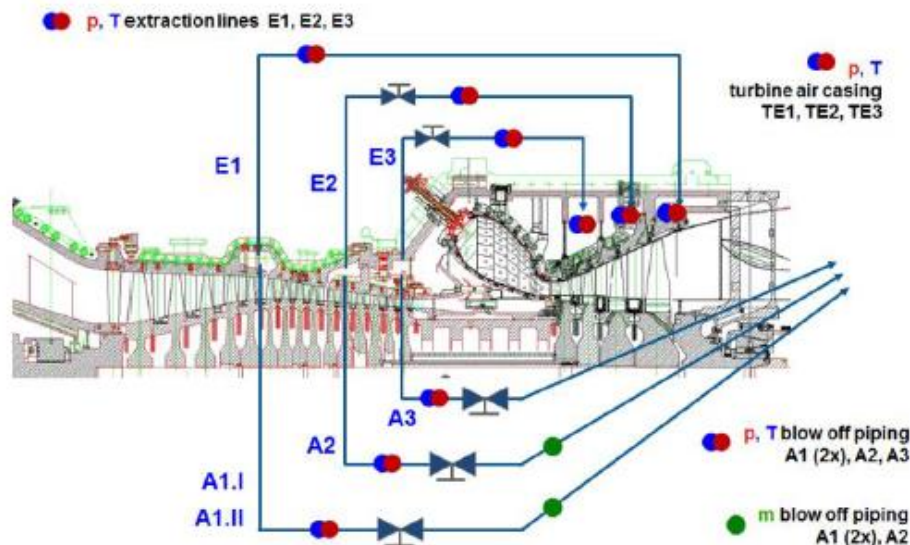 p, T extraction lines E1, E2, E3
p, T
turbine air casing
TE1, TE2, TE3
E1
E2
E3
A3
A2
A1.I
A1.II
p, T blow off piping
A1 (2x), A2, A3
m blow off piping
A1 (2x), A2